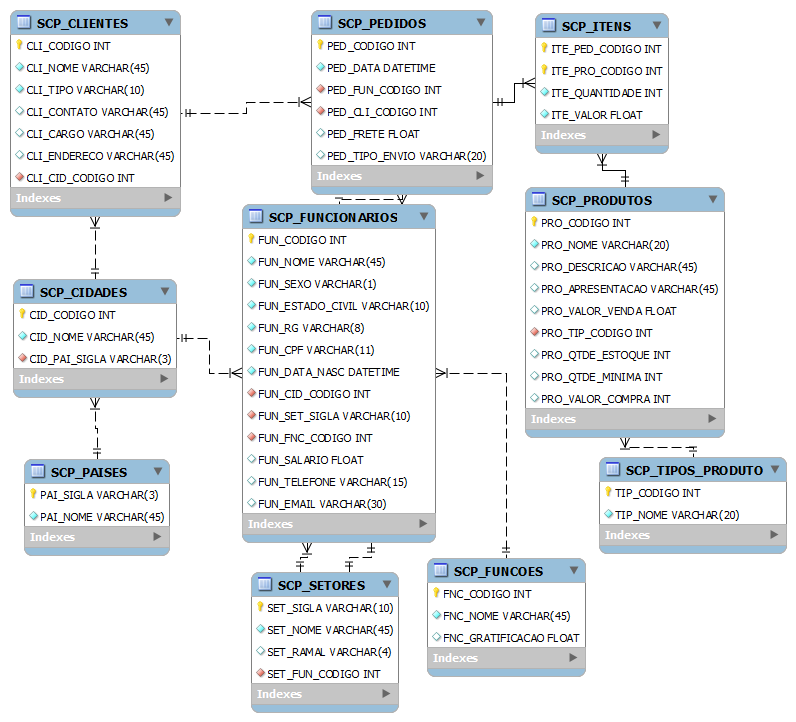 SCP_CLIENTES
CLI_CODIGO INT
CLI_NOME VARCHAR(45)
CLI_TIPO VARCHAR(10)
CLI_CONTATO VARCHAR(45)
CLI_CARGO VARCHAR(45)
CLI_ENDERECO VARCHAR(45)
CLI_CID_CODIGO INT
Indexes
SCP_PEDIDOS
PED_CODIGO INT
PED_DATA DATETIME
PED_FUN_CODIGO INT
PED_CLI_CODIGO INT
PED_FRETE FLOAT
PED_TIPO_ENVIO VARCHAR(20)
Indexes
SCP_ITENS
ITE_PED_CODIGO INT
ITE_PRO_CODIGO INT
ITE_QUANTIDADE INT
ITE_VALOR FLOAT
Indexes
SCP_FUNCIONARIOS
FUN_CODIGO INT
FUN_NOME VARCHAR(45)
FUN_SEXO VARCHAR(1)
FUN_ESTADO_CIVIL VARCHAR(10)
FUN_RG VARCHAR(8)
FUN_CPF VARCHAR(11)
FUN_DATA_NASC DATETIME
FUN_CID_CODIGO INT
FUN_SET_SIGLA VARCHAR(10)
FUN_FNC_CODIGO INT
FUN_SALARIO FLOAT
FUN_TELEFONE VARCHAR(15)
FUN_EMAIL VARCHAR(30)
Indexes
SCP_PRODUTOS
PRO_CODIGO INT
PRO_NOME VARCHAR(20)
PRO_DESCRICAO VARCHAR(45)
PRO_APRESENTACAO VARCHAR(45)
PRO_VALOR_VENDA FLOAT
PRO_TIP_CODIGO INT
PRO_QTDE_ESTOQUE INT
PRO_QTDE_MINIMA INT
PRO_VALOR_COMPRA INT
Indexes
SCP_CIDADES
CID_CODIGO INT
CID_NOME VARCHAR(45)
CID_PAI_SIGLA VARCHAR(3)
Indexes
SCP_PAISES
PAI_SIGLA VARCHAR(3)
PAI_NOME VARCHAR(45)
Indexes
SCP_TIPOS_PRODUTO
TIP_CODIGO INT
TIP_NOME VARCHAR(20)
Indexes
SCP_SETORES
SET_SIGLA VARCHAR(10)
SET_NOME VARCHAR(45)
SET_RAMAL VARCHAR(4)
SET_FUN_CODIGO INT
Indexes
SCP_FUNCOES
FNC_CODIGO INT
FNC_NOME VARCHAR(45)
FNC_GRATIFICACAO FLOAT
Indexes